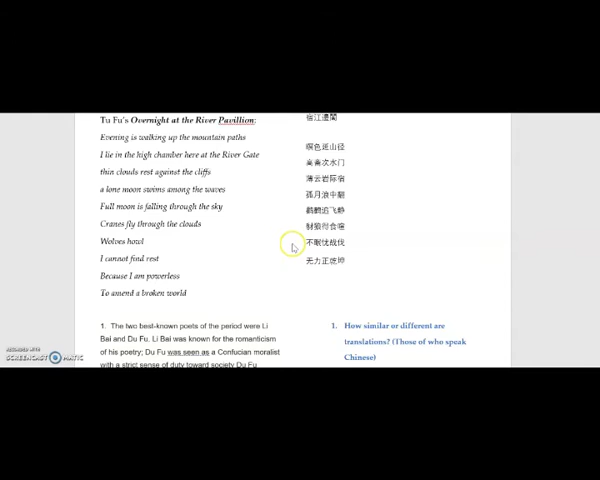 Tu Fu's Overnight at the River Pavillion:
Evening is walking up the mountain paths
I lie in the high chamber here at the River Gate
thin clouds rest against the cliffs
a lone moon swims among the waves
Full moon is falling through the sky
Cranes fly through the clouds
Wolves howl
I cannot find rest
Because I am powerless
To amend a broken world
宿江邊閣
暝色延山径
高斋次水门
薄云岩际宿
孤月浪中翻
鹳鹤追飞静
豺狼得食喧
不眠忧战伐
无力正乾坤
1. The two best-known poets of the period were Li
Bai and Du Fu. Li Bai was known for the romanticism
of his poetry; Du Fu was seen as a Confucian moralist
with a strict sense of duty toward society Du Fu
1. How similar or different are
translations? (Those of who speak
Chinese)
RECORDED WITH
SCREENCAST MATIC